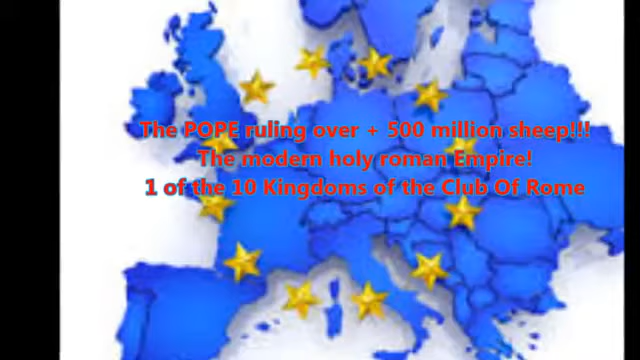 The POPE ruling over + 500 million sheep!!!
The modern holy roman Empire!
1 of the 10 Kingdoms of the Club Of Rome